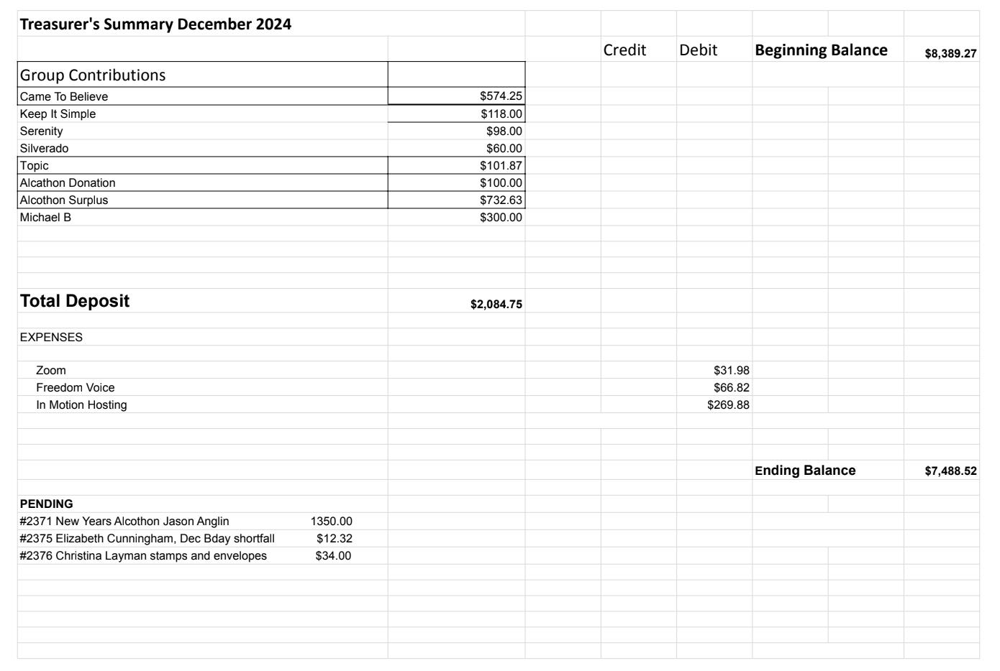 Treasurer's Summary December 2024
Credit Debit Beginning Balance $8,389.27
Group Contributions
Came To Believe $574.25
Keep It Simple $118.00
Serenity $98.00
Silverado $60.00
Topic $101.87
Alcathon Donation $100.00
Alcothon Surplus $732.63
Michael B $300.00
Total Deposit $2,084.75
EXPENSES
Zoom $31.98
Freedom Voice $66.82
In Motion Hosting $269.88
Ending Balance $7,488.52
PENDING
#2371 New Years Alcothon Jason Anglin 1350.00
#2375 Elizabeth Cunningham, Dec Bday shortfall $12.32
#2376 Christina Layman stamps and envelopes $34.00